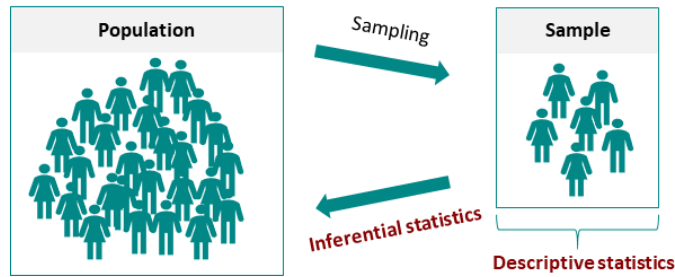 Population
Sampling
Sample
Inferential statistics
Descriptive statistics